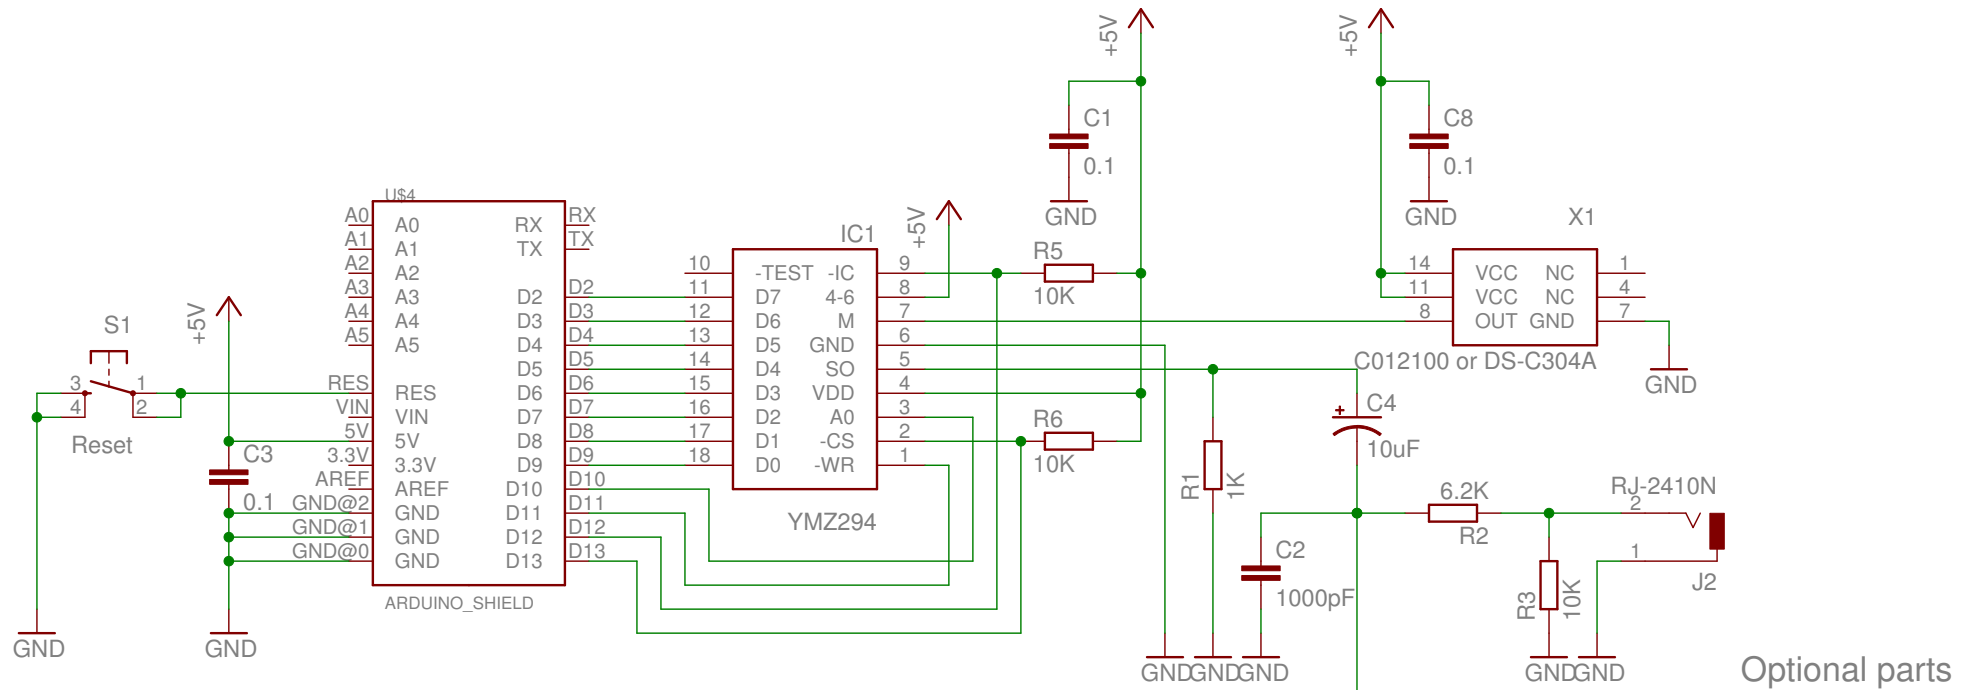 +5V
+5V
C1
0.1
GND
C8
0.1
GND
X1
14 VCC NC 1
11 VCC NC 4
8 OUT GND 7
C012100 or DS-C304A
GND
U$4
A0 A0 RX RX
A1 A1 TX TX
A2 A2
A3 A3 D2 D2
A4 A4 D3 D3
A5 A5 D4 D4
D5 D5
RES RES D6 D6
VIN VIN D7 D7
5V 5V D8 D8
3.3V 3.3V D9 D9
AREF AREF D10 D10
GND@2 GND D11 D11
GND@1 GND D12 D12
GND@0 GND D13 D13
ARDUINO_SHIELD
S1
3 1
4 2
Reset
GND
+5V
C3
0.1
GND
IC1
+5V
10 -TEST -IC 9
11 D7 4-6 8
12 D6 M 7
13 D5 GND 6
14 D4 SO 5
15 D3 VDD 4
16 D2 A0 3
17 D1 -CS 2
18 D0 -WR 1
YMZ294
R5
10K
R6
10K
R1
1K
C4
+
10uF
6.2K
R2
RJ-2410N
2
1
J2
C2
1000pF
R3
10K
GND
GND
GND
GND
GND
Optional parts